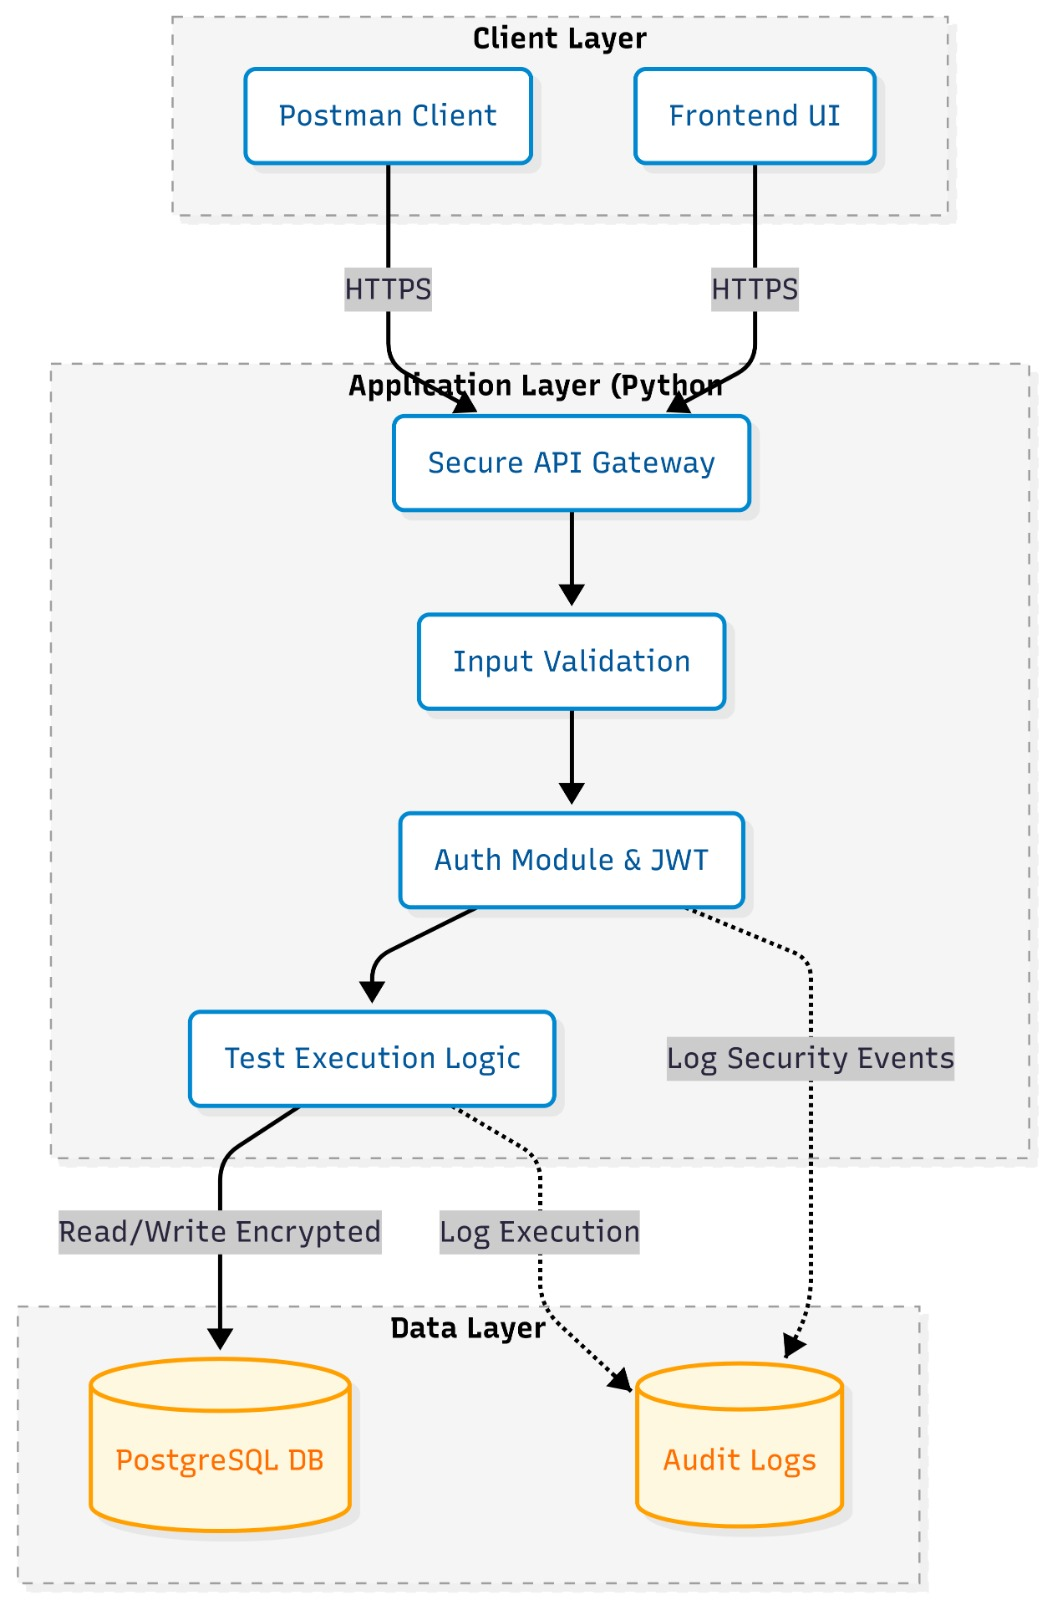 Client Layer
Postman Client
Frontend UI
HTTPS
HTTPS
Application Layer (Python
Secure API Gateway
Input Validation
Auth Module & JWT
Test Execution Logic
Log Security Events
Read/Write Encrypted
Log Execution
Data Layer
PostgreSQL DB
Audit Logs